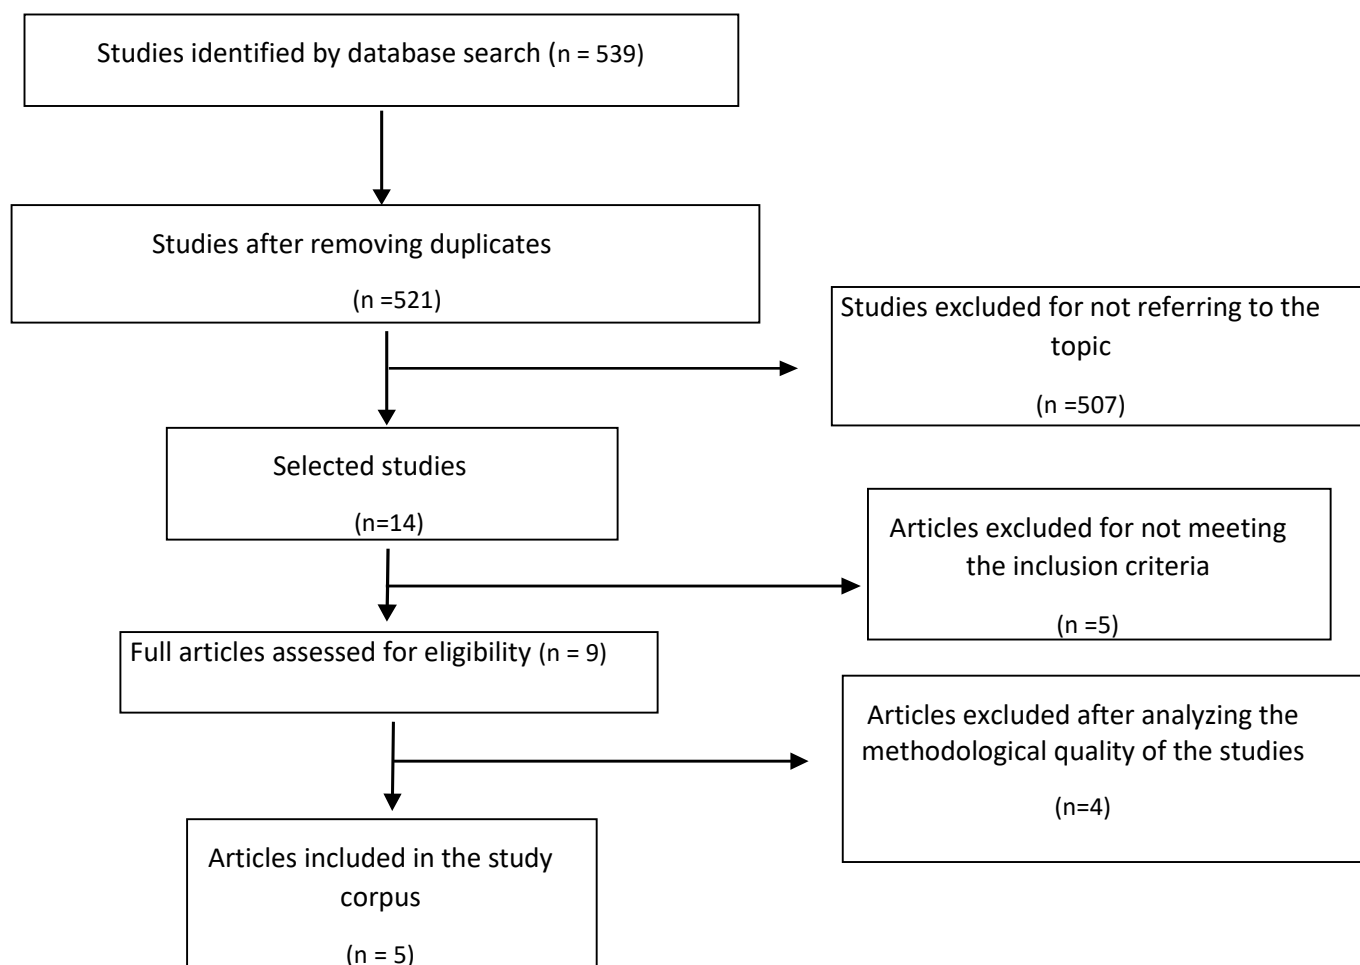 Studies identified by database search (n = 539)
Studies after removing duplicates
(n =521)
Studies excluded for not referring to the
topic
(n =507)
Selected studies
(n=14)
Articles excluded for not meeting
the inclusion criteria
(n =5)
Full articles assessed for eligibility (n = 9)
Articles excluded after analyzing the
methodological quality of the studies
(n=4)
Articles included in the study
corpus
(n = 5)